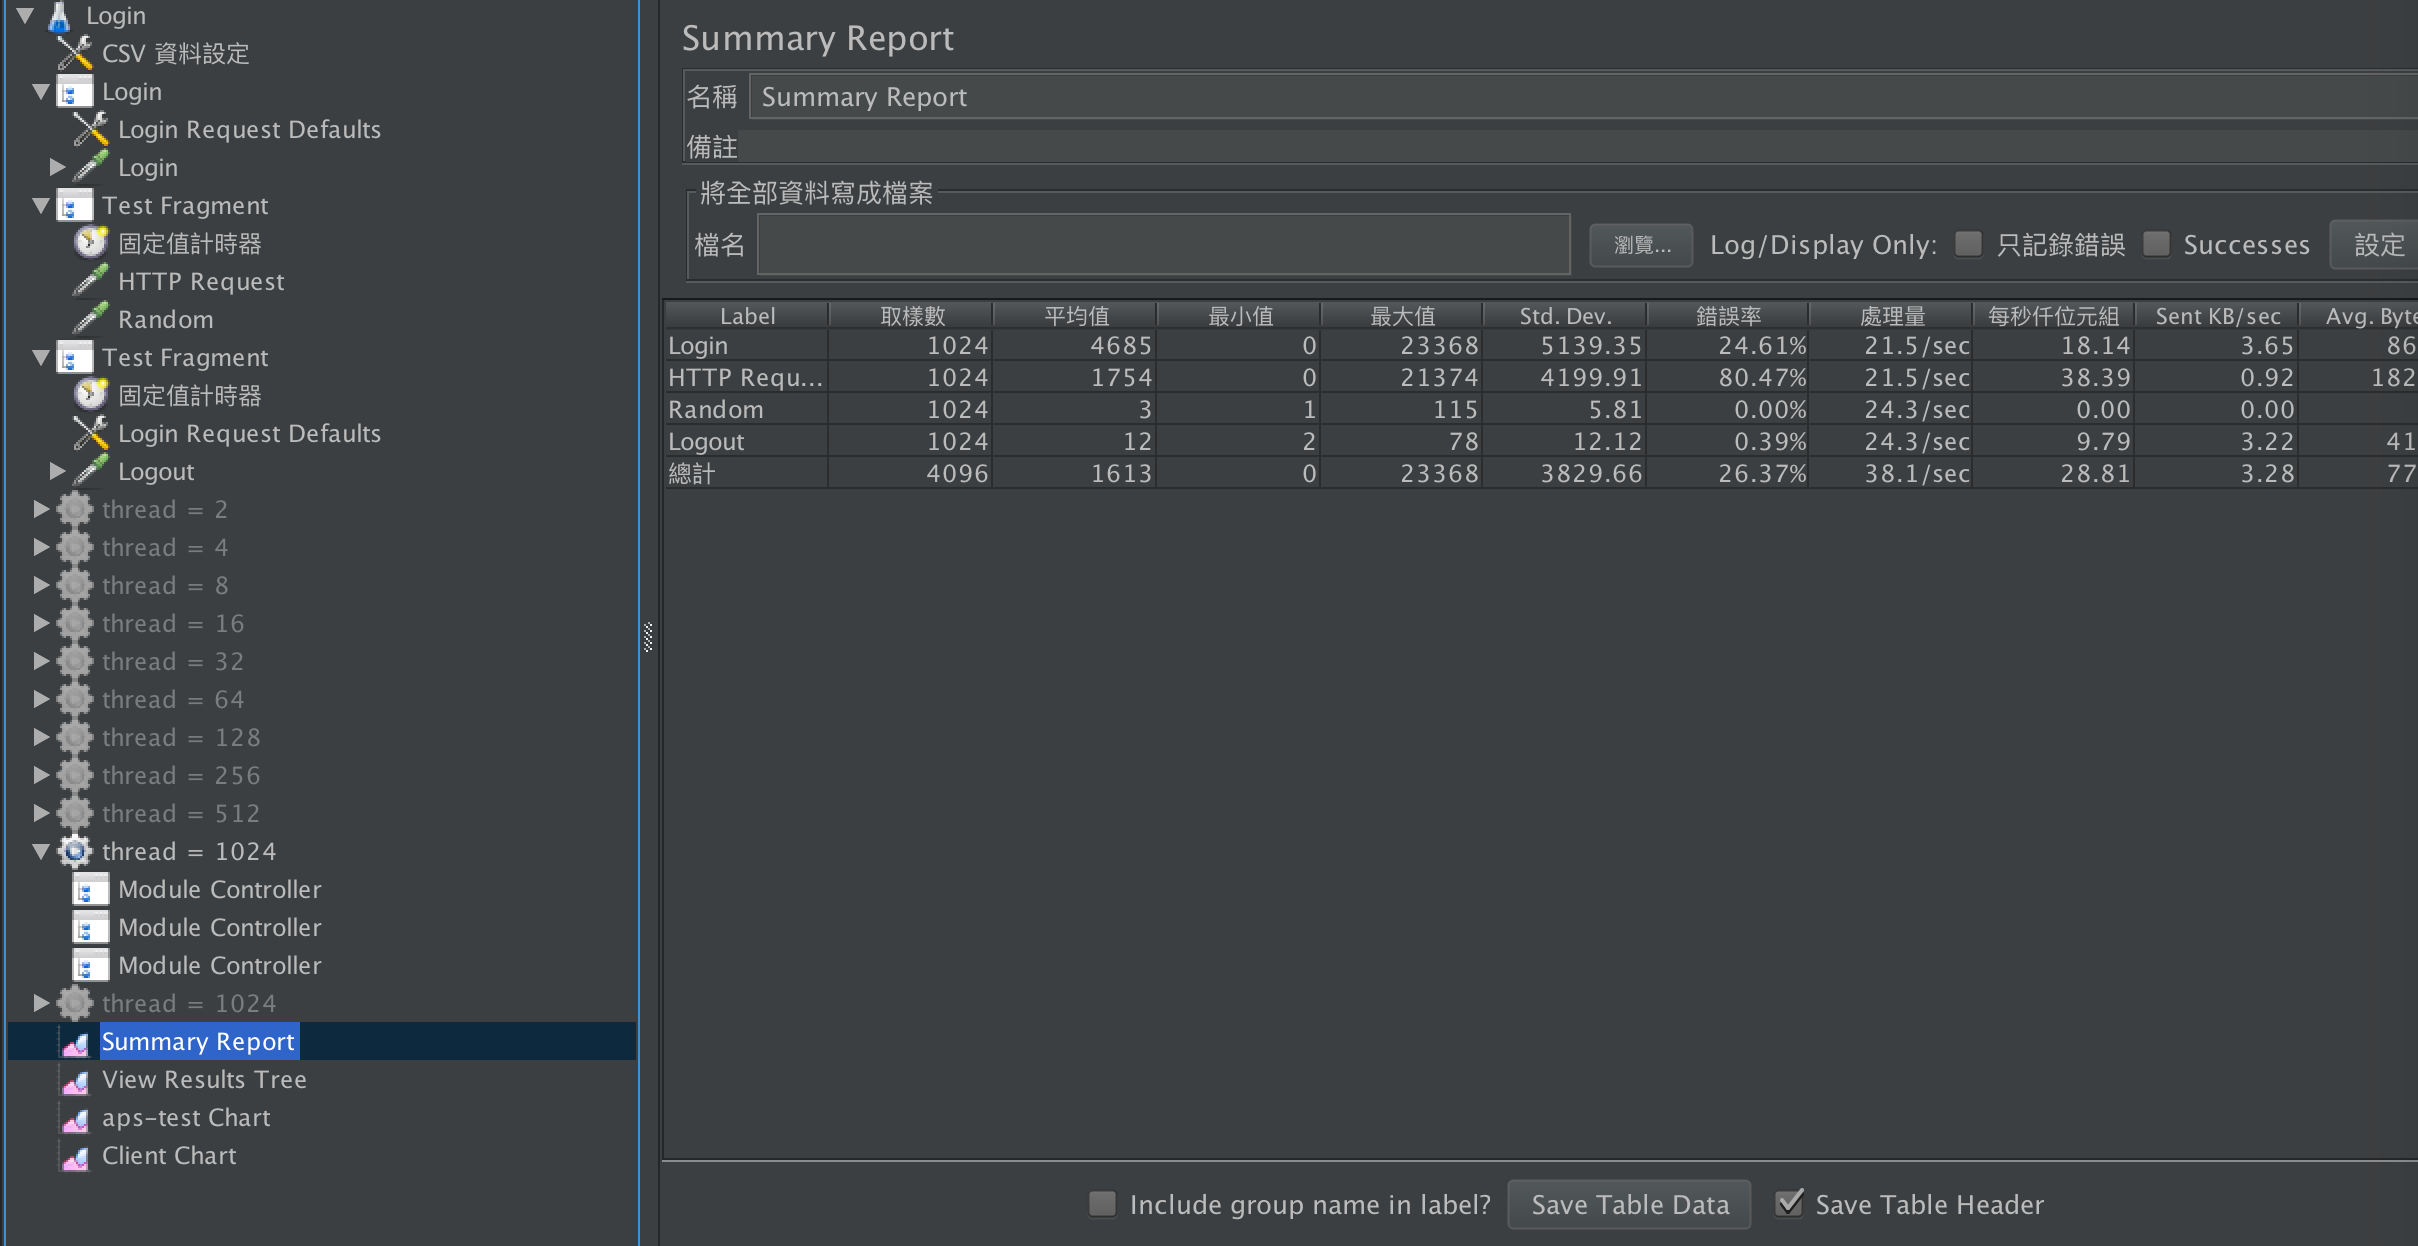 Login
CSV 資料設定
Login
Login Request Defaults
Login
Test Fragment
固定值計時器
HTTP Request
Random
Test Fragment
固定值計時器
Login Request Defaults
Logout
thread = 2
thread = 4
thread = 8
thread = 16
thread = 32
thread = 64
thread = 128
thread = 256
thread = 512
thread = 1024
Module Controller
Module Controller
Module Controller
thread = 1024
Summary Report
View Results Tree
aps-test Chart
Client Chart
Summary Report
名稱 Summary Report
備註
將全部資料寫成檔案
檔名 瀏覽... Log/Display Only: 只記錄錯誤 Successes 設定
Label 取樣數 平均值 最小值 最大值 Std. Dev. 錯誤率 處理量 每秒仟位元組 Sent KB/sec Avg. Byte
Login 1024 4685 0 23368 5139.35 24.61% 21.5/sec 18.14 3.65 86
HTTP Requ... 1024 1754 0 21374 4199.91 80.47% 21.5/sec 38.39 0.92 182
Random 1024 3 1 115 5.81 0.00% 24.3/sec 0.00 0.00
Logout 1024 12 2 78 12.12 0.39% 24.3/sec 9.79 3.22 41
總計 4096 1613 0 23368 3829.66 26.37% 38.1/sec 28.81 3.28 77
Include group name in label? Save Table Data Save Table Header